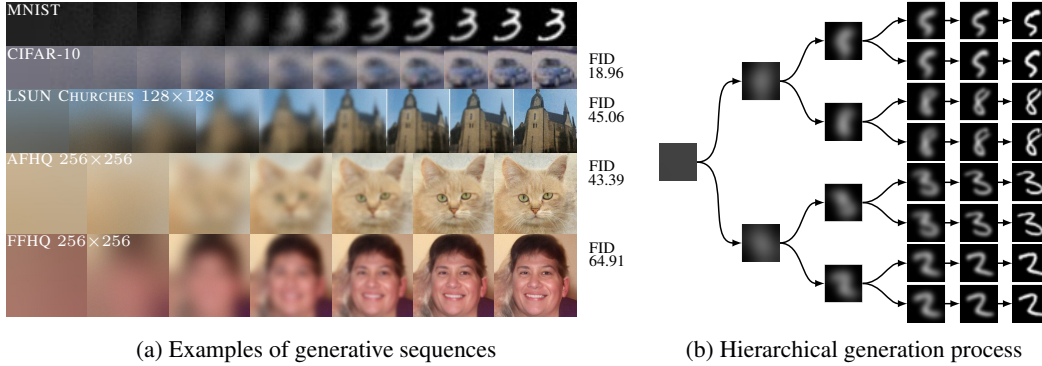 MNIST
CIFAR-10
FID
18.96
LSUN CHURCHES 128×128
FID
45.06
AFHQ 256×256
FID
43.39
FFHQ 256×256
FID
64.91
(a) Examples of generative sequences
(b) Hierarchical generation process